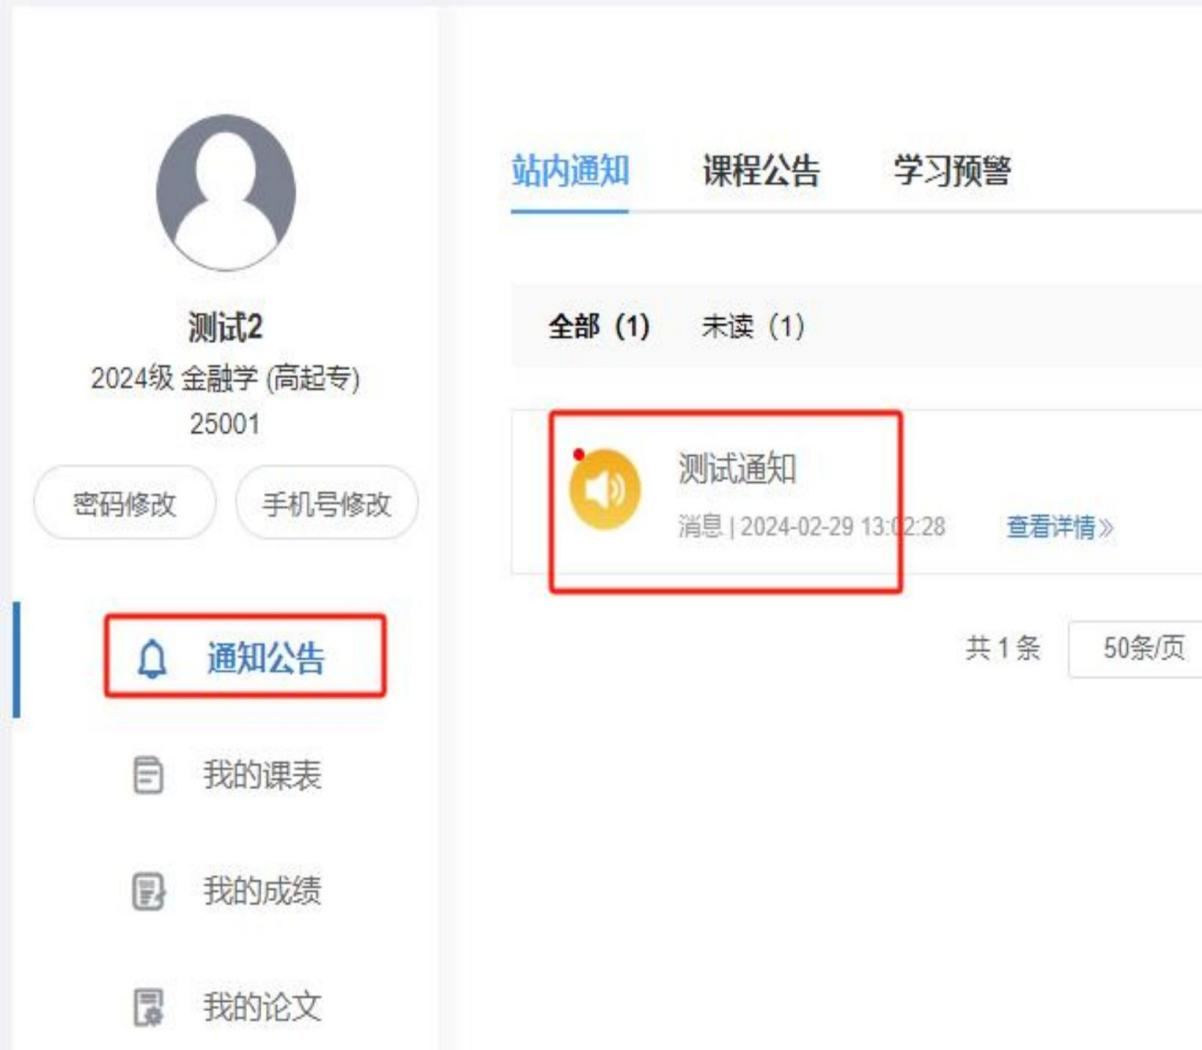 测试2
2024级 金融学 (高起专)
25001
密码修改 手机号修改
通知公告
我的课表
我的成绩
我的论文
站内通知 课程公告 学习预警
全部（1） 未读（1）
测试通知
消息 | 2024-02-29 13:02:28 查看详情》
共 1 条 50条/页